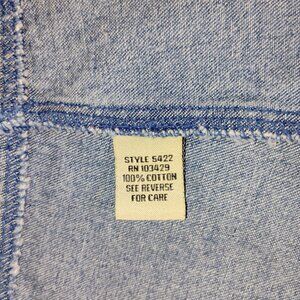 STYLE 5422
RN 103429
100% COTTON
SEE REVERSE
FOR CARE